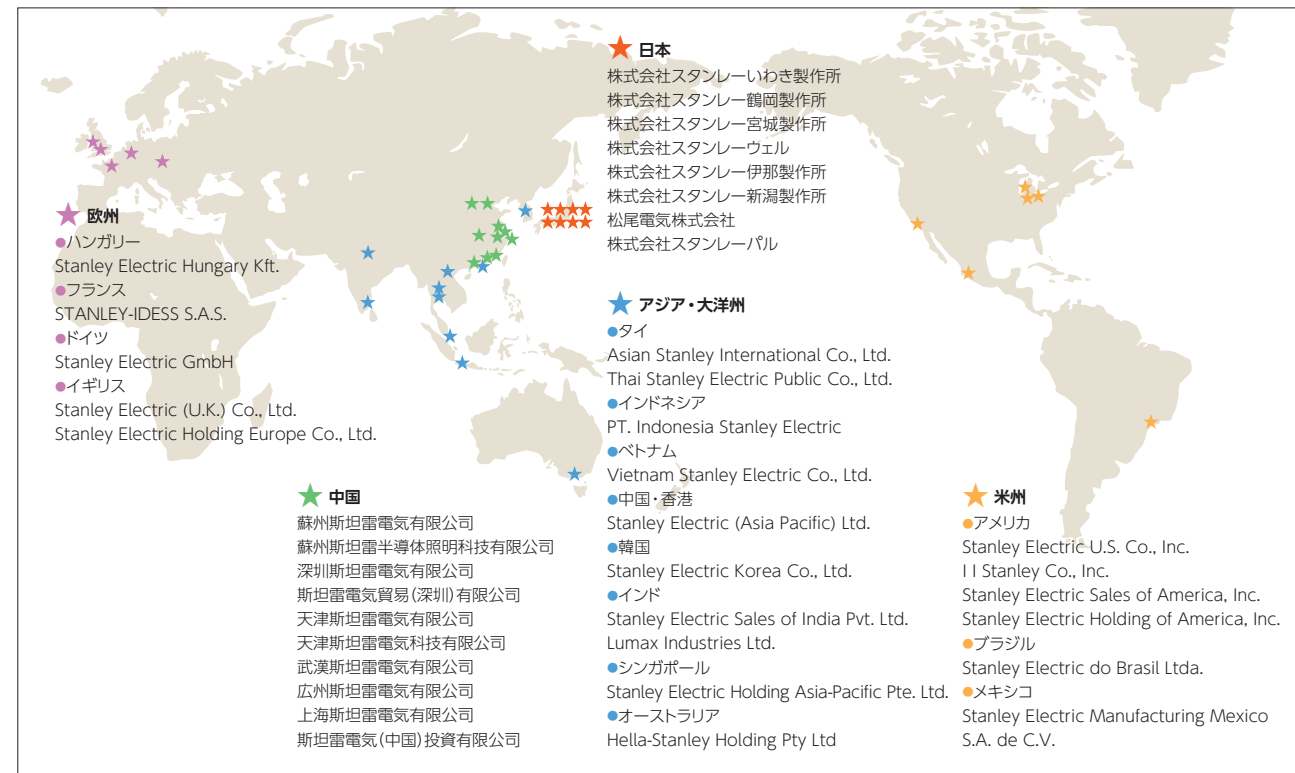 日本
株式会社スタンレーいわき製作所
株式会社スタンレー鶴岡製作所
株式会社スタンレー宮城製作所
株式会社スタンレーウェル
株式会社スタンレー伊那製作所
株式会社スタンレー新潟製作所
松尾電気株式会社
株式会社スタンレーパル
欧州
●ハンガリー
Stanley Electric Hungary Kft.
●フランス
STANLEY-IDESS S.A.S.
●ドイツ
Stanley Electric GmbH
●イギリス
Stanley Electric (U.K.) Co., Ltd.
Stanley Electric Holding Europe Co., Ltd.
アジア・大洋州
●タイ
Asian Stanley International Co., Ltd.
Thai Stanley Electric Public Co., Ltd.
●インドネシア
PT. Indonesia Stanley Electric
●ベトナム
Vietnam Stanley Electric Co., Ltd.
●中国・香港
Stanley Electric (Asia Pacific) Ltd.
●韓国
Stanley Electric Korea Co., Ltd.
●インド
Stanley Electric Sales of India Pvt. Ltd.
Lumax Industries Ltd.
●シンガポール
Stanley Electric Holding Asia-Pacific Pte. Ltd.
●オーストラリア
Hella-Stanley Holding Pty Ltd
中国
蘇州斯坦雷電気有限公司
蘇州斯坦雷半導体照明科技有限公司
深圳斯坦雷電気有限公司
斯坦雷電気貿易(深圳)有限公司
天津斯坦雷電気有限公司
天津斯坦雷電気科技有限公司
武漢斯坦雷電気有限公司
広州斯坦雷電気有限公司
上海斯坦雷電気有限公司
斯坦雷電気(中国)投資有限公司
米州
●アメリカ
Stanley Electric U.S. Co., Inc.
I I Stanley Co., Inc.
Stanley Electric Sales of America, Inc.
Stanley Electric Holding of America, Inc.
●ブラジル
Stanley Electric do Brasil Ltda.
●メキシコ
Stanley Electric Manufacturing Mexico
S.A. de C.V.